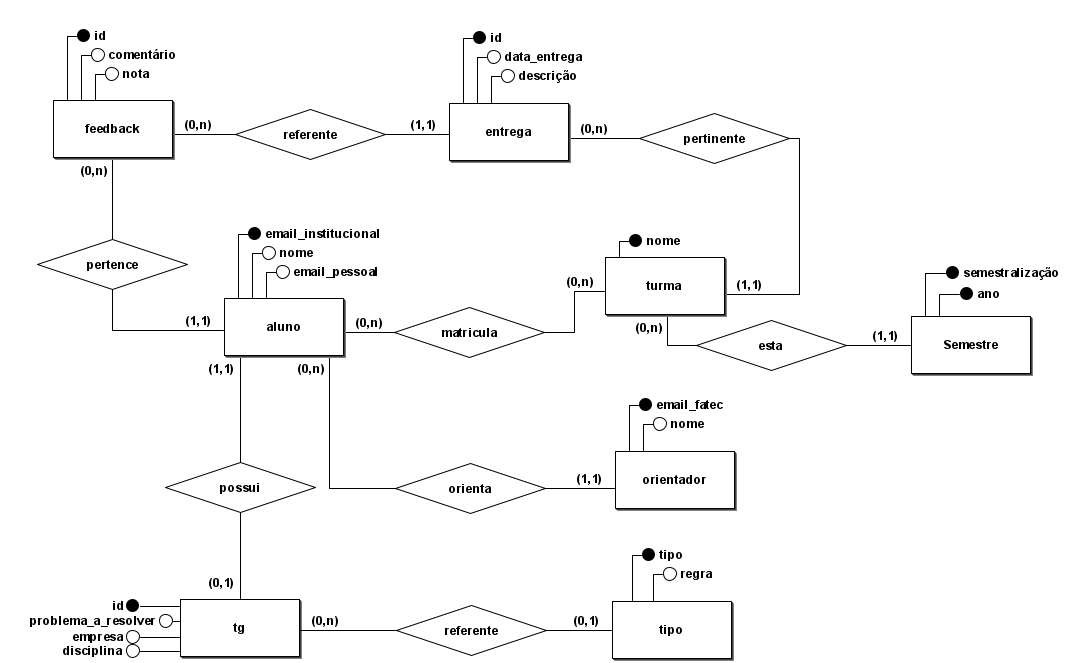 id
comentário
nota
id
data_entrega
descrição
feedback
(0,n)
referente
(1,1)
entrega
(0,n)
pertinente
(0,n)
pertence
(1,1)
email_institucional
nome
email_pessoal
aluno
(0,n)
matricula
(0,n)
nome
turma
(1,1)
(0,n)
esta
(1,1)
semestralização
ano
Semestre
(1,1)
(0,n)
email_fatec
nome
orienta
(1,1)
orientador
possui
(0,1)
tipo
regra
id
problema_a_resolver
empresa
disciplina
tg
(0,n)
referente
(0,1)
tipo